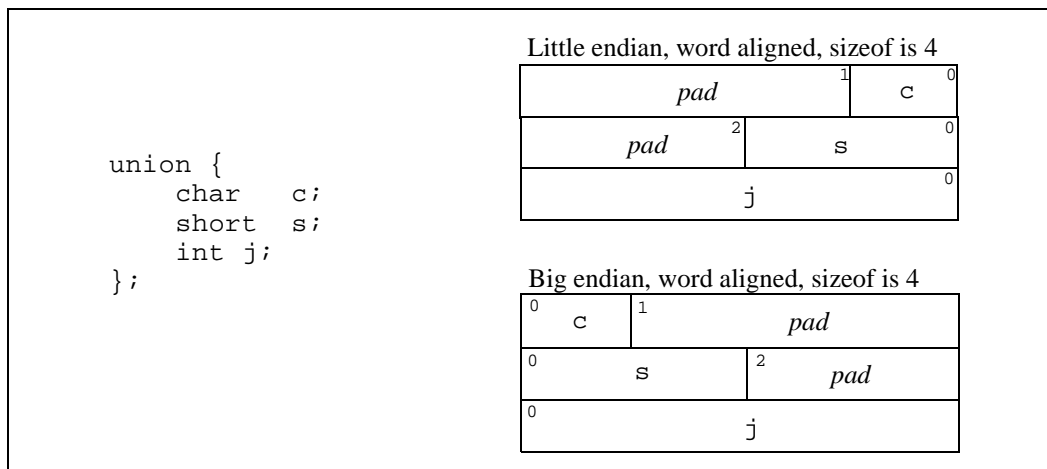 union {
    char   c;
    short  s;
    int j;
};
Little endian, word aligned, sizeof is 4
pad 1 c 0
pad 2 s 0
j 0
Big endian, word aligned, sizeof is 4
0 c 1 pad
0 s 2 pad
0 j